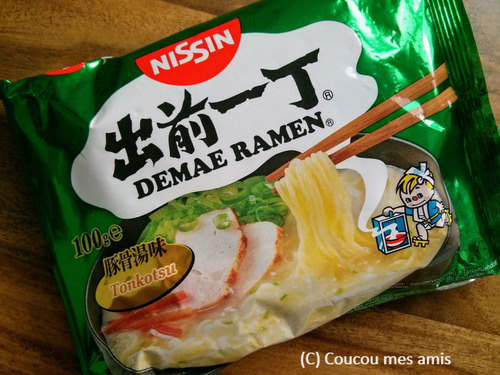 NISSIN
出前一丁®
DEMAE RAMEN®
100g℮
豚骨湯味
Tonkotsu
(C) Coucou mes amis